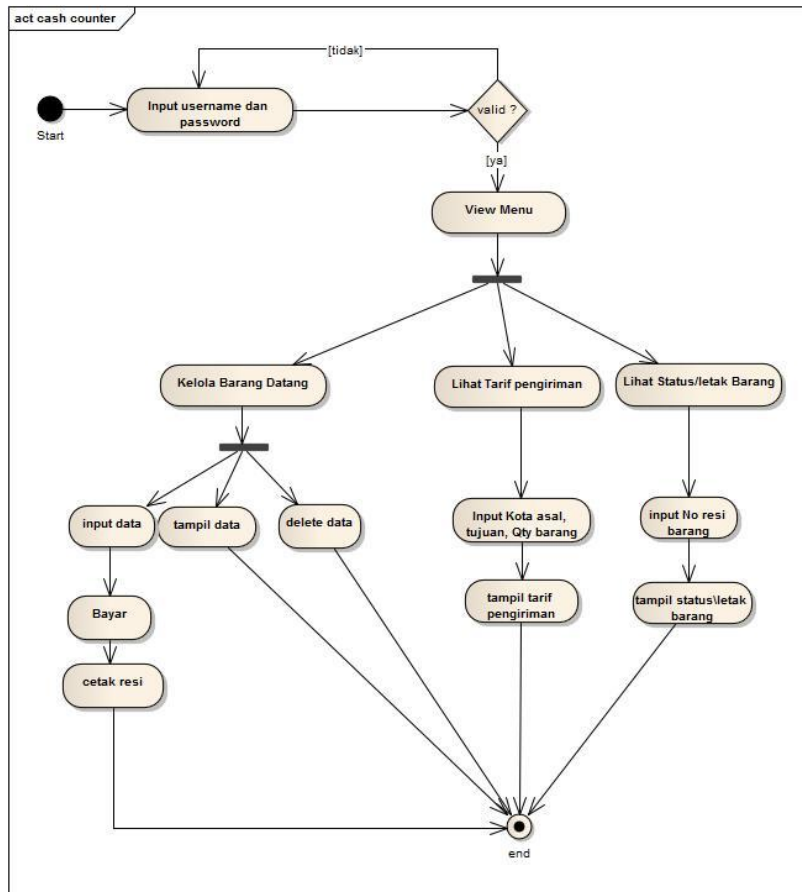 act cash counter
[tidak]
Input username dan
password
valid ?
Start
[ya]
View Menu
Kelola Barang Datang
Lihat Tarif pengiriman
Lihat Status/letak Barang
input data
tampil data
delete data
Input Kota asal,
tujuan, Qty barang
input No resi
barang
Bayar
tampil tarif
pengiriman
tampil status\letak
barang
cetak resi
end